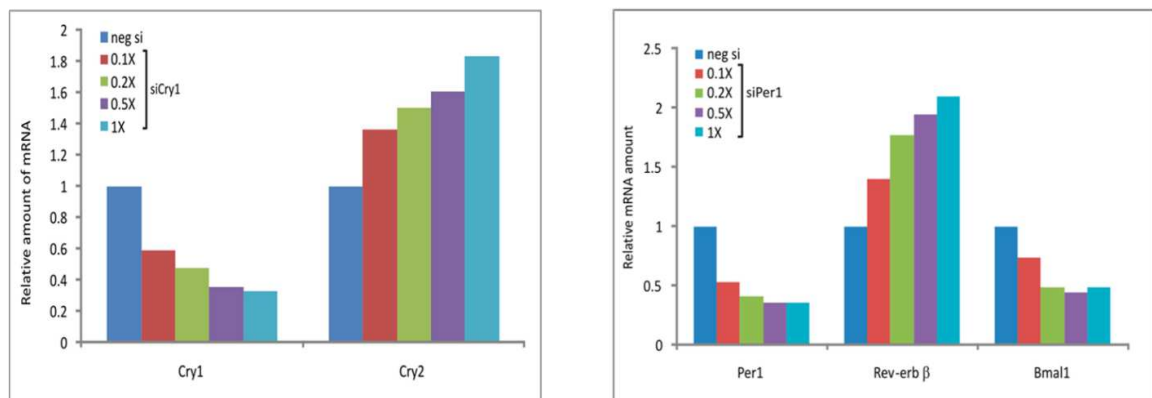 Relative amount of mRNA
2
1.8
1.6
1.4
1.2
1
0.8
0.6
0.4
0.2
0
neg si
0.1X
0.2X
0.5X
1X
siCry1
Cry1 Cry2
Relative mRNA amount
2.5
2
1.5
1
0.5
0
neg si
0.1X
0.2X
0.5X
1X
siPer1
Per1 Rev-erb β Bmal1